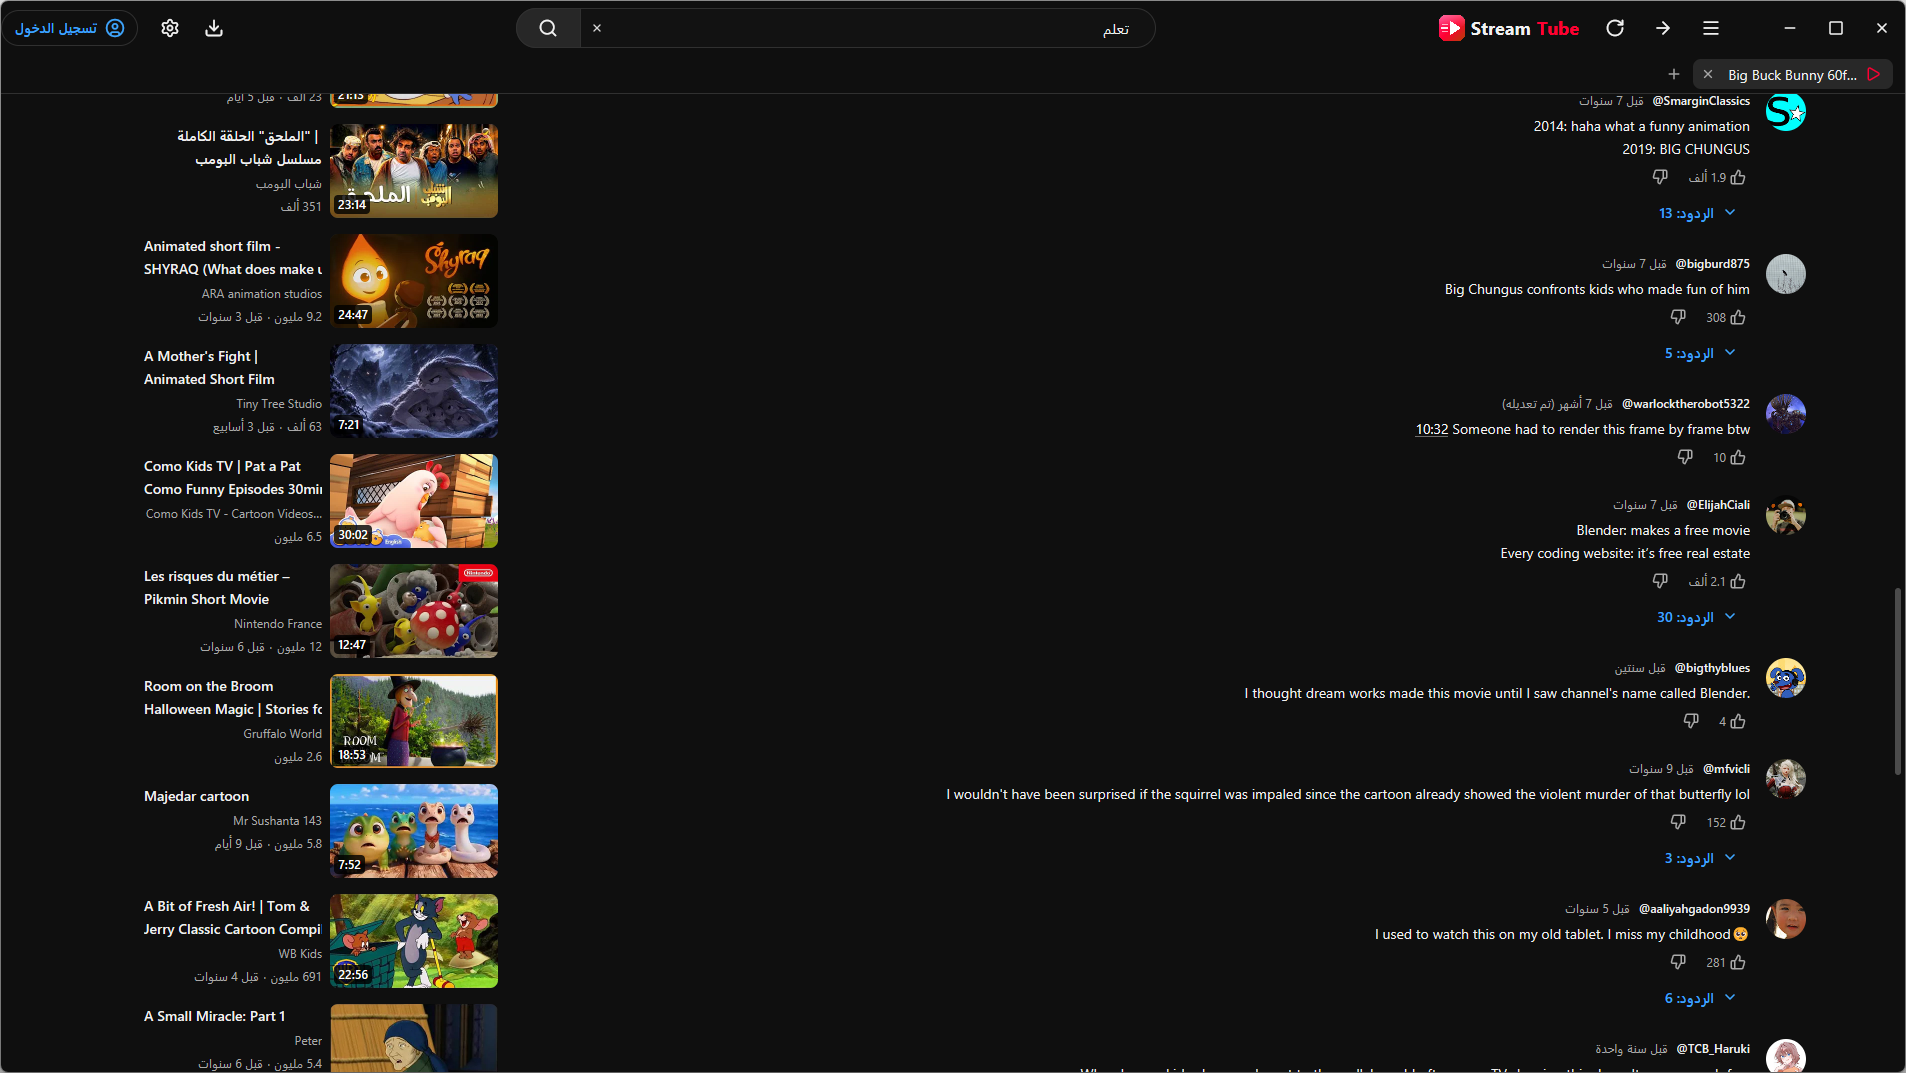 تسجيل الدخول
تعلم
Stream Tube
Big Buck Bunny 60f...
@SmarginClassics قبل 7 سنوات
2014: haha what a funny animation
2019: BIG CHUNGUS
1.9 ألف
الردود: 13
@bigburd875 قبل 7 سنوات
Big Chungus confronts kids who made fun of him
308
الردود: 5
@warlocktherobot5322 قبل 7 أشهر (تم تعديله)
10:32 Someone had to render this frame by frame btw
10
@ElijahCiali قبل 7 سنوات
Blender: makes a free movie
Every coding website: it’s free real estate
2.1 ألف
الردود: 30
@bigthyblues قبل سنتين
I thought dream works made this movie until I saw channel's name called Blender.
4
@mfvicli قبل 9 سنوات
I wouldn't have been surprised if the squirrel was impaled since the cartoon already showed the violent murder of that butterfly lol
152
الردود: 3
@aaliyahgadon9939 قبل 5 سنوات
I used to watch this on my old tablet. I miss my childhood🥺
281
الردود: 6
@TCB_Haruki قبل سنة واحدة
21:13
23 ألف · قبل 5 أيام
الملحق
شباب البومب
23:14
| "الملحق" الحلقة الكاملة
مسلسل شباب البومب
شباب البومب
351 ألف
Shyraq
24:47
Animated short film -
SHYRAQ (What does make u
ARA animation studios
9.2 مليون · قبل 3 سنوات
7:21
A Mother's Fight |
Animated Short Film
Tiny Tree Studio
63 ألف · قبل 3 أسابيع
30:02
English
Como Kids TV | Pat a Pat
Como Funny Episodes 30min
Como Kids TV - Cartoon Videos...
6.5 مليون
Nintendo
12:47
Les risques du métier –
Pikmin Short Movie
Nintendo France
12 مليون · قبل 6 سنوات
ROOM
18:53
Room on the Broom
Halloween Magic | Stories fo
Gruffalo World
2.6 مليون
7:52
Majedar cartoon
Mr Sushanta 143
5.8 مليون · قبل 9 أيام
22:56
A Bit of Fresh Air! | Tom &
Jerry Classic Cartoon Compil
WB Kids
691 مليون · قبل 4 سنوات
A Small Miracle: Part 1
Peter
5.4 مليون · قبل 6 سنوات